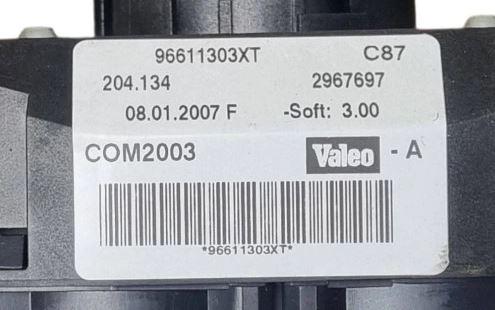 96611303XT C87
204.134 2967697
08.01.2007 F -Soft: 3.00
COM2003 Valeo - A
*96611303XT*